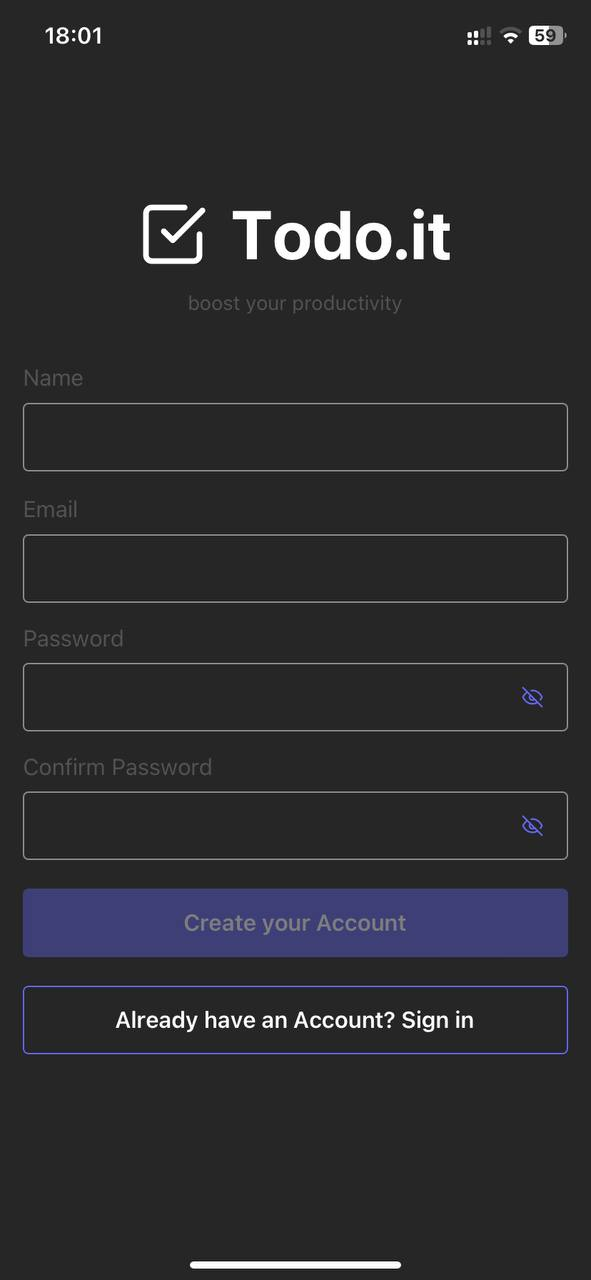 18:01
59
Todo.it
boost your productivity
Name
Email
Password
Confirm Password
Create your Account
Already have an Account? Sign in